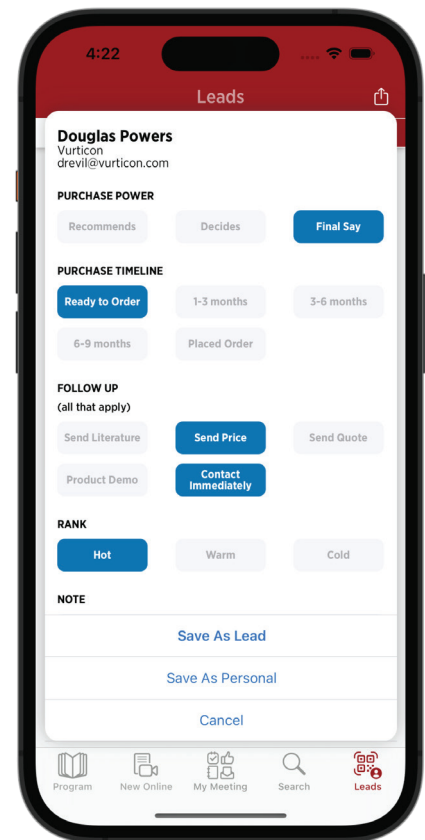 4:22
Leads
Douglas Powers
Vurticon
drevil@vurticon.com
PURCHASE POWER
Recommends Decides Final Say
PURCHASE TIMELINE
Ready to Order 1-3 months 3-6 months
6-9 months Placed Order
FOLLOW UP
(all that apply)
Send Literature Send Price Send Quote
Product Demo Contact
Immediately
RANK
Hot Warm Cold
NOTE
Save As Lead
Save As Personal
Cancel
Program New Online My Meeting Search Leads